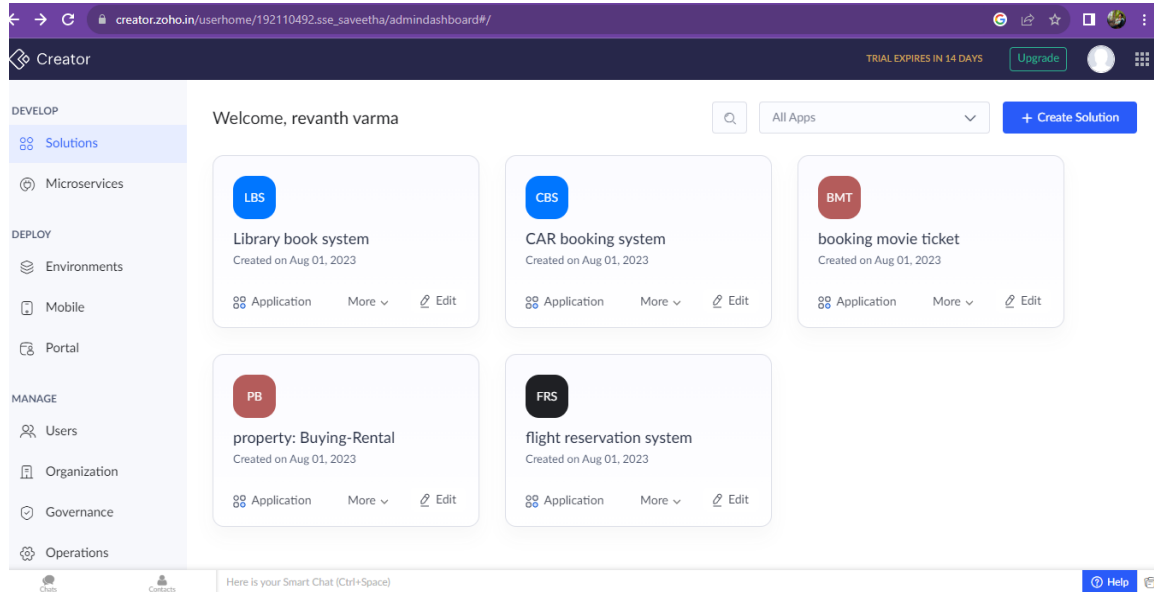 creator.zoho.in/userhome/192110492.sse_saveetha/admindashboard#/
Creator
TRIAL EXPIRES IN 14 DAYS
Upgrade
DEVELOP
Solutions
Microservices
DEPLOY
Environments
Mobile
Portal
MANAGE
Users
Organization
Governance
Operations
Welcome, revanth varma
All Apps
+ Create Solution
LBS
Library book system
Created on Aug 01, 2023
Application More Edit
CBS
CAR booking system
Created on Aug 01, 2023
Application More Edit
BMT
booking movie ticket
Created on Aug 01, 2023
Application More Edit
PB
property: Buying-Rental
Created on Aug 01, 2023
Application More Edit
FRS
flight reservation system
Created on Aug 01, 2023
Application More Edit
Chats
Contacts
Here is your Smart Chat (Ctrl+Space)
Help